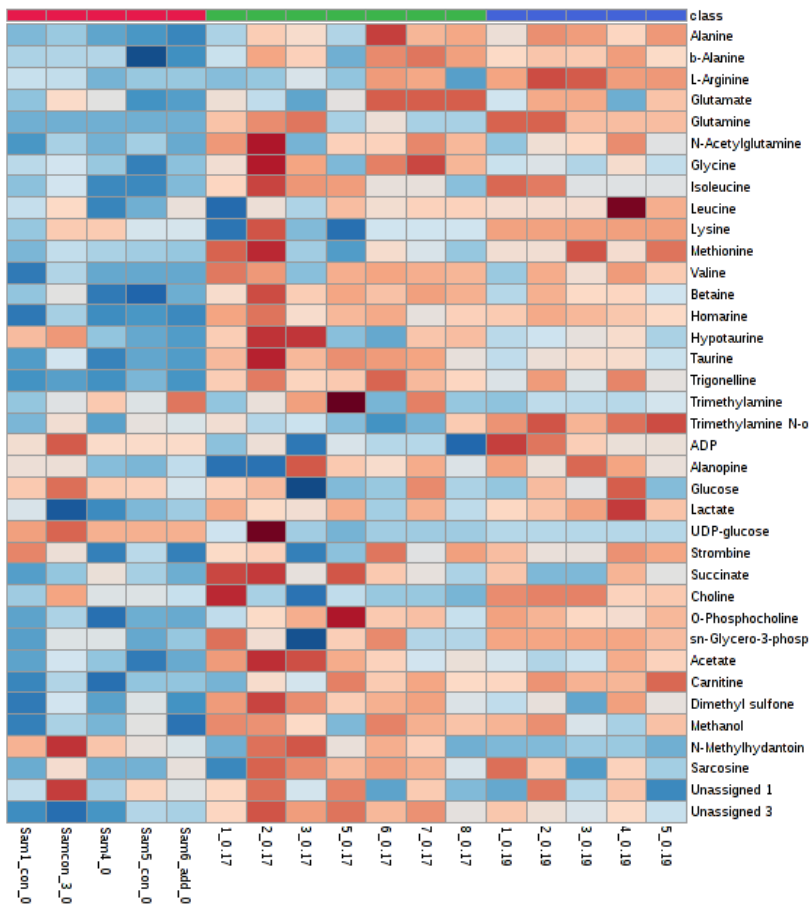 class
Alanine
b-Alanine
L-Arginine
Glutamate
Glutamine
N-Acetylglutamine
Glycine
Isoleucine
Leucine
Lysine
Methionine
Valine
Betaine
Homarine
Hypotaurine
Taurine
Trigonelline
Trimethylamine
Trimethylamine N-o
ADP
Alanopine
Glucose
Lactate
UDP-glucose
Strombine
Succinate
Choline
O-Phosphocholine
sn-Glycero-3-phosp
Acetate
Carnitine
Dimethyl sulfone
Methanol
N-Methylhydantoin
Sarcosine
Unassigned 1
Unassigned 3
Sam1_con_0
Samcon_3_0
Sam4_0
Sam5_con_0
Sam6_add_0
1_0.17
2_0.17
3_0.17
5_0.17
6_0.17
7_0.17
8_0.17
1_0.19
2_0.19
3_0.19
4_0.19
5_0.19